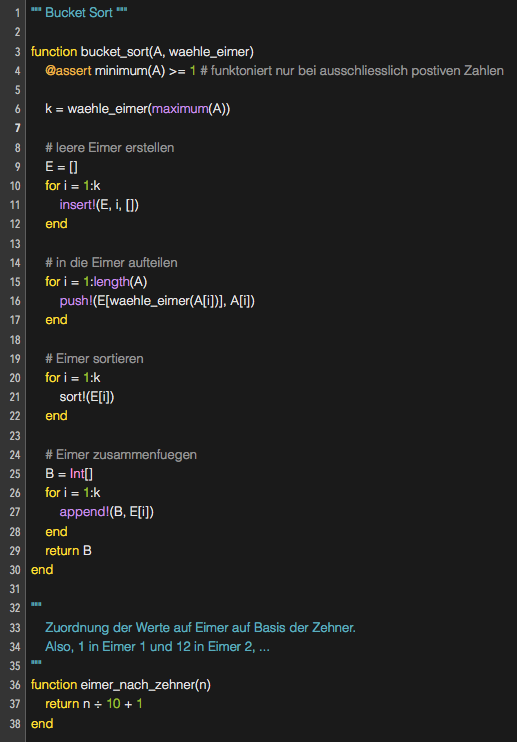 1 """ Bucket Sort """
2
3 function bucket_sort(A, waehle_eimer)
4     @assert minimum(A) >= 1 # funktoniert nur bei ausschliesslich postiven Zahlen
5
6     k = waehle_eimer(maximum(A))
7
8     # leere Eimer erstellen
9     E = []
10     for i = 1:k
11         insert!(E, i, [])
12     end
13
14     # in die Eimer aufteilen
15     for i = 1:length(A)
16         push!(E[waehle_eimer(A[i])], A[i])
17     end
18
19     # Eimer sortieren
20     for i = 1:k
21         sort!(E[i])
22     end
23
24     # Eimer zusammenfuegen
25     B = Int[]
26     for i = 1:k
27         append!(B, E[i])
28     end
29     return B
30 end
31
32 """
33     Zuordnung der Werte auf Eimer auf Basis der Zehner.
34     Also, 1 in Eimer 1 und 12 in Eimer 2, ...
35 """
36 function eimer_nach_zehner(n)
37     return n ÷ 10 + 1
38 end